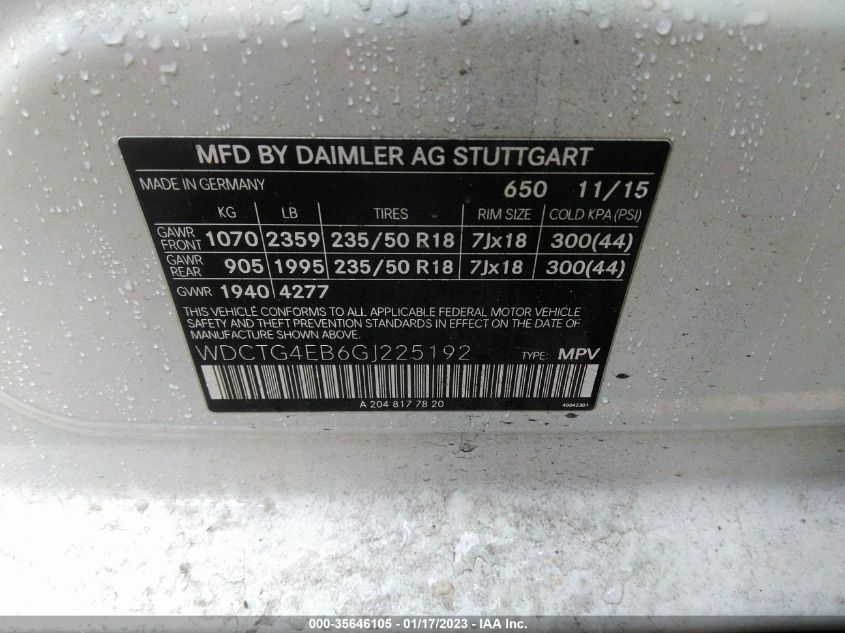 MFD BY DAIMLER AG STUTTGART
MADE IN GERMANY 650 11/15
KG LB TIRES RIM SIZE COLD KPA (PSI)
GAWR FRONT 1070 2359 235/50 R18 7Jx18 300(44)
GAWR REAR 905 1995 235/50 R18 7Jx18 300(44)
GVWR 1940 4277
THIS VEHICLE CONFORMS TO ALL APPLICABLE FEDERAL MOTOR VEHICLE
SAFETY AND THEFT PREVENTION STANDARDS IN EFFECT ON THE DATE OF
MANUFACTURE SHOWN ABOVE.
WDCTG4EB6GJ225192 TYPE: MPV
A 204 817 78 20 40042301
000-35646105 - 01/17/2023 - IAA Inc.